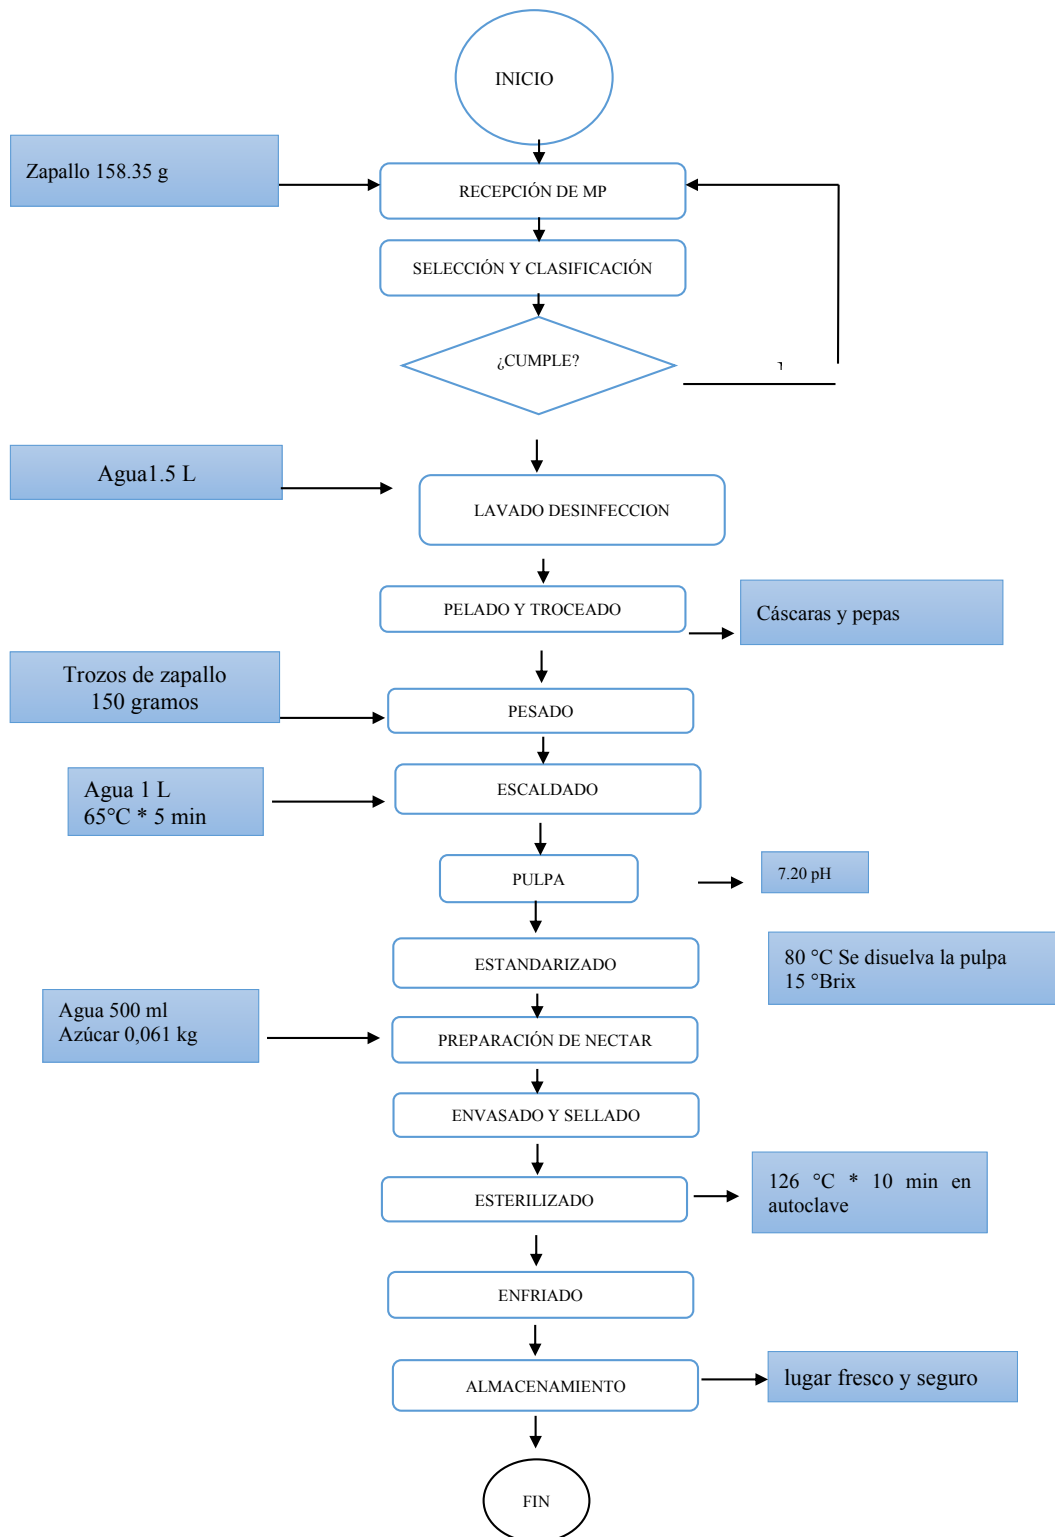 INICIO
Zapallo 158.35 g
RECEPCIÓN DE MP
SELECCIÓN Y CLASIFICACIÓN
¿CUMPLE?
Agua1.5 L
LAVADO DESINFECCION
PELADO Y TROCEADO
Cáscaras y pepas
Trozos de zapallo
150 gramos
PESADO
Agua 1 L
65°C * 5 min
ESCALDADO
PULPA
7.20 pH
ESTANDARIZADO
80 °C Se disuelva la pulpa
15 °Brix
Agua 500 ml
Azúcar 0,061 kg
PREPARACIÓN DE NECTAR
ENVASADO Y SELLADO
ESTERILIZADO
126 °C * 10 min en
autoclave
ENFRIADO
ALMACENAMIENTO
lugar fresco y seguro
FIN